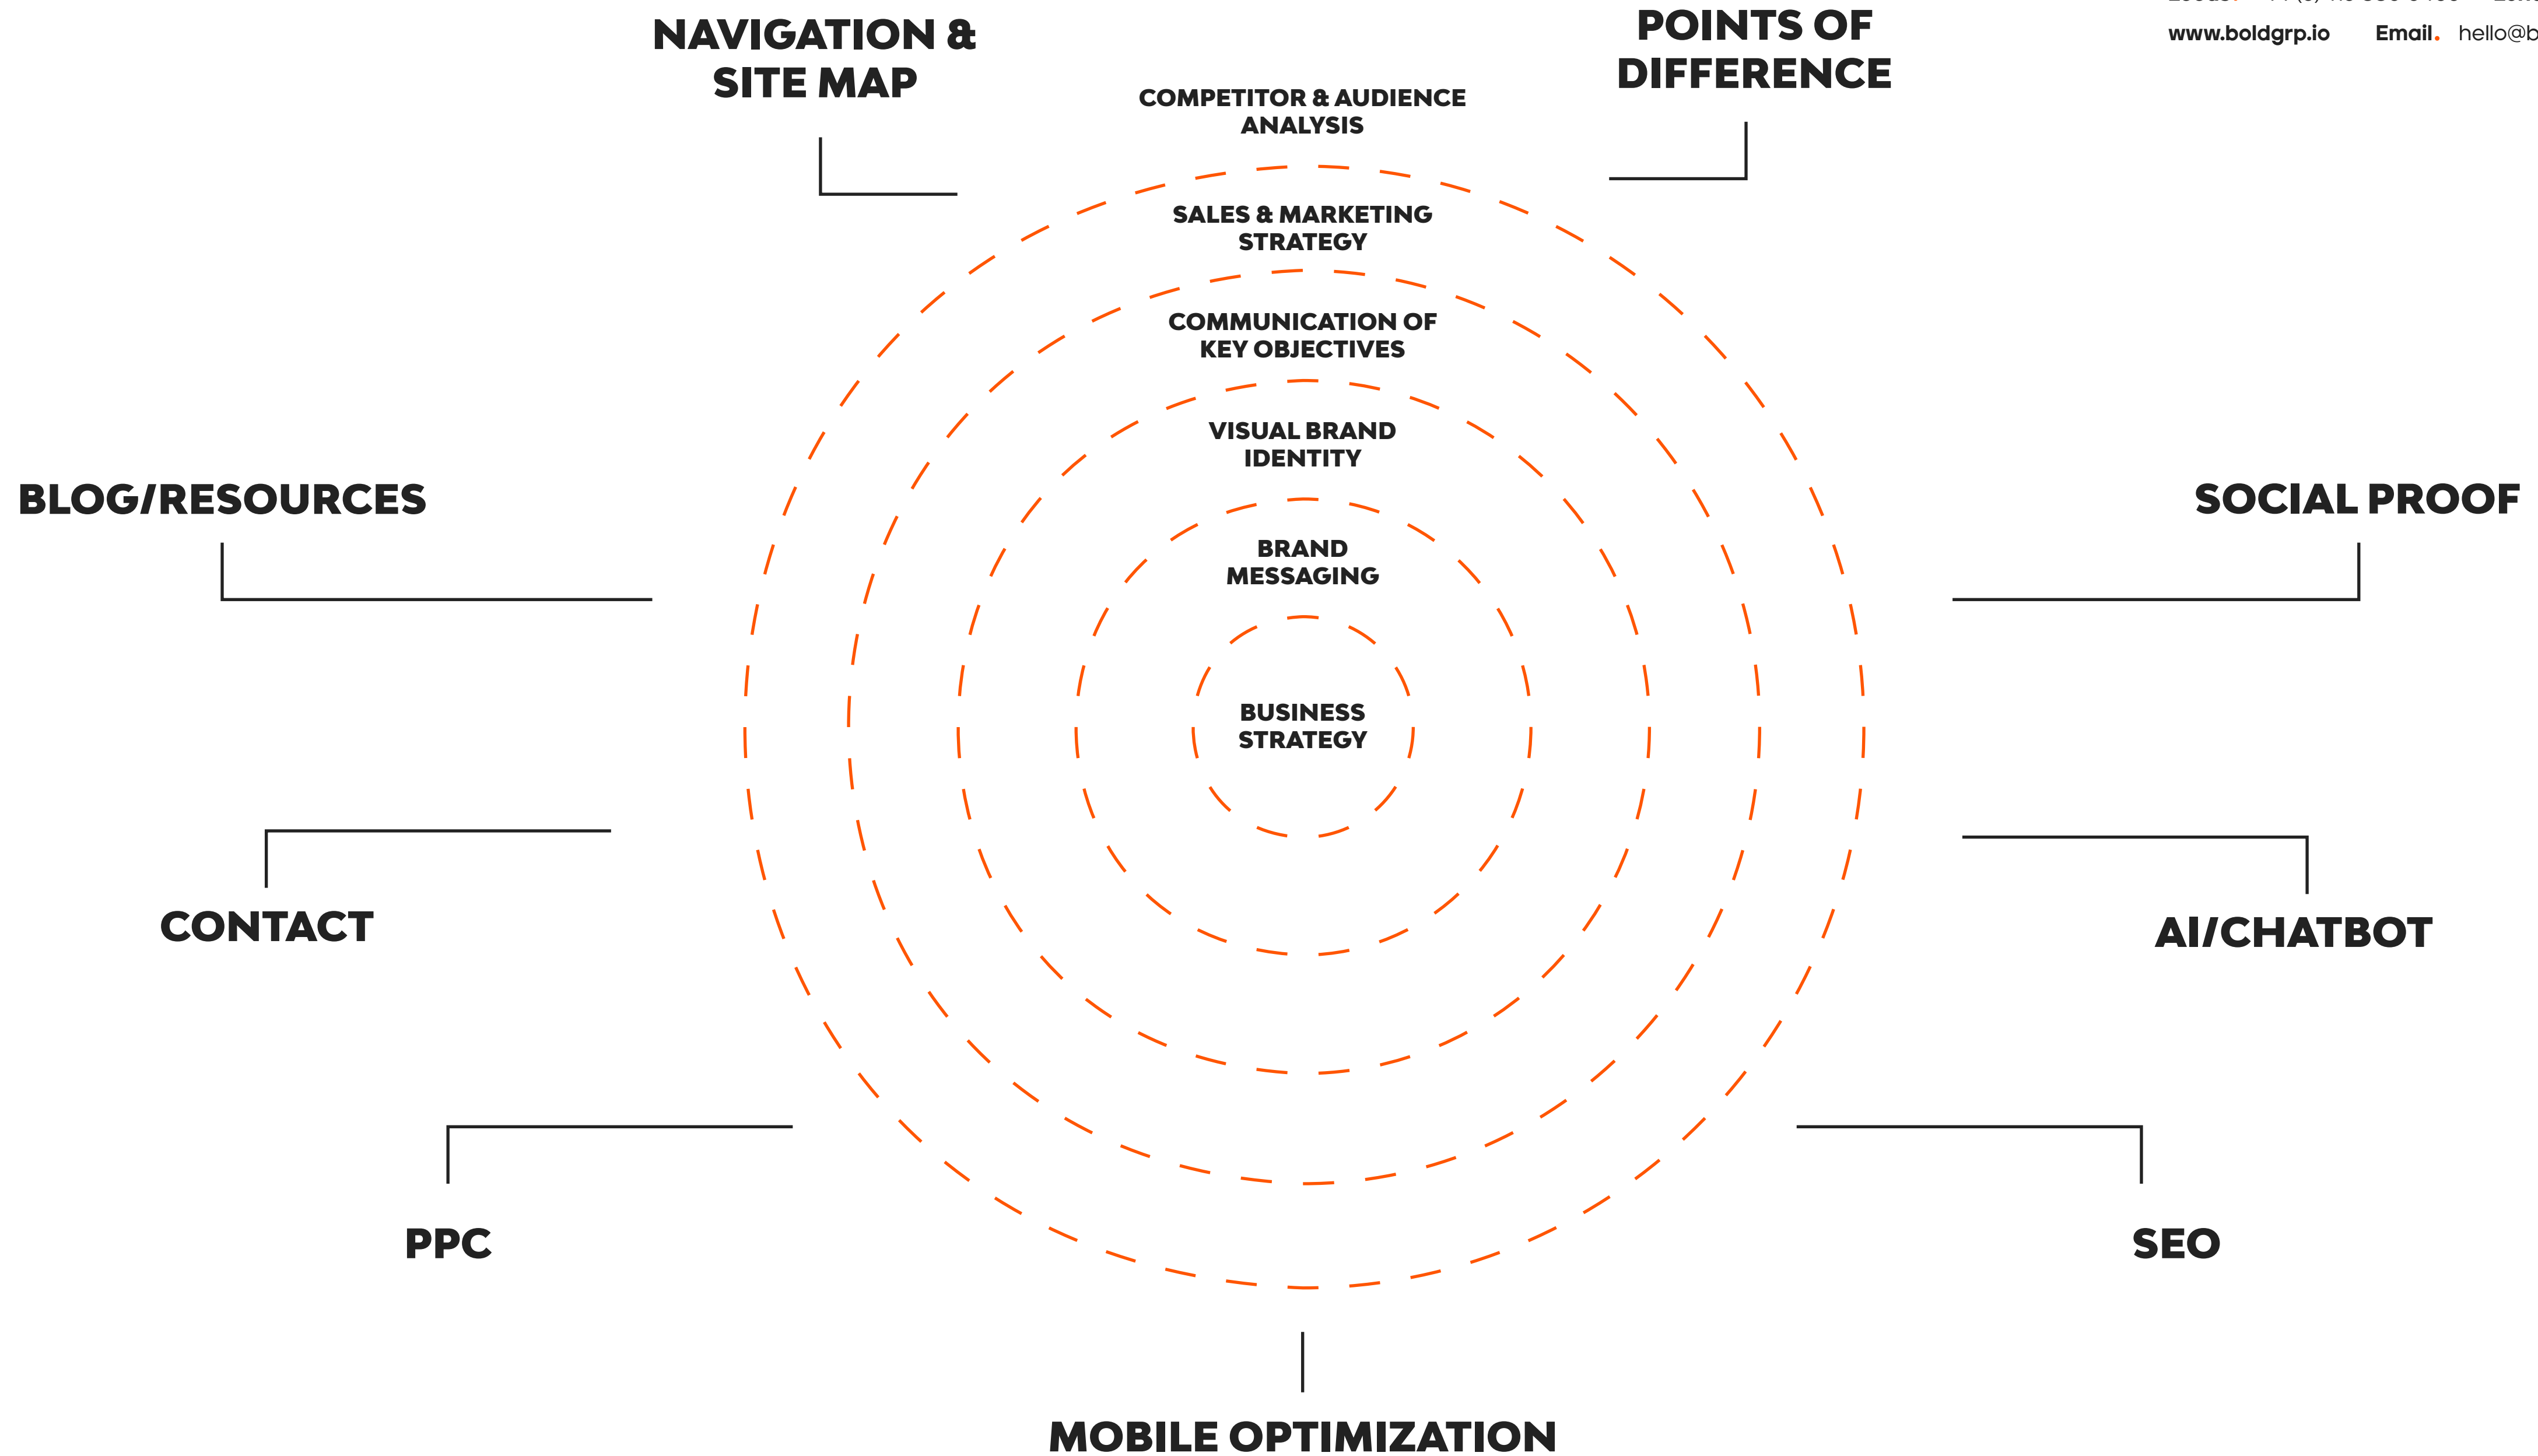 www.boldgrp.io Email. hello@b
NAVIGATION &
SITE MAP
POINTS OF
DIFFERENCE
COMPETITOR & AUDIENCE
ANALYSIS
SALES & MARKETING
STRATEGY
COMMUNICATION OF
KEY OBJECTIVES
VISUAL BRAND
IDENTITY
BRAND
MESSAGING
BUSINESS
STRATEGY
BLOG/RESOURCES
SOCIAL PROOF
CONTACT
AI/CHATBOT
PPC
SEO
MOBILE OPTIMIZATION